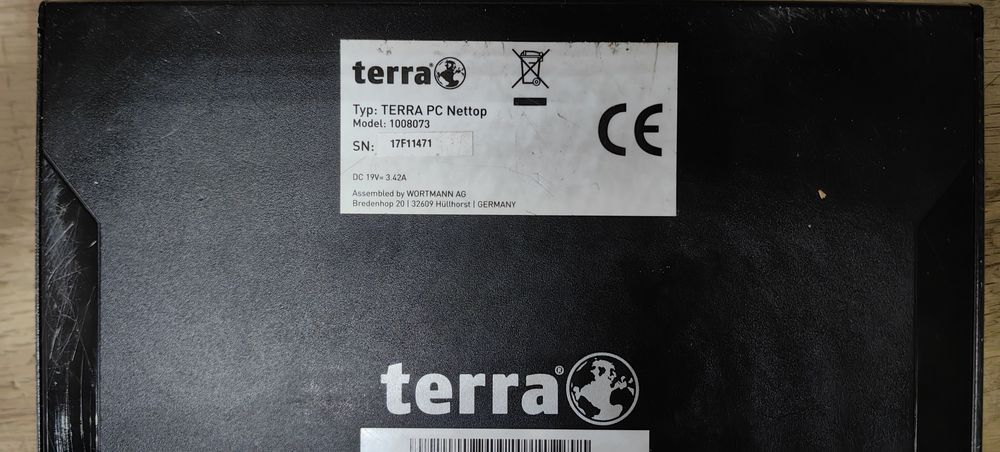 terra®
Typ: TERRA PC Nettop
Model: 1008073
SN: 17F11471
CE
DC 19V= 3.42A
Assembled by WORTMANN AG
Bredenhop 20 | 32609 Hüllhorst | GERMANY
terra®